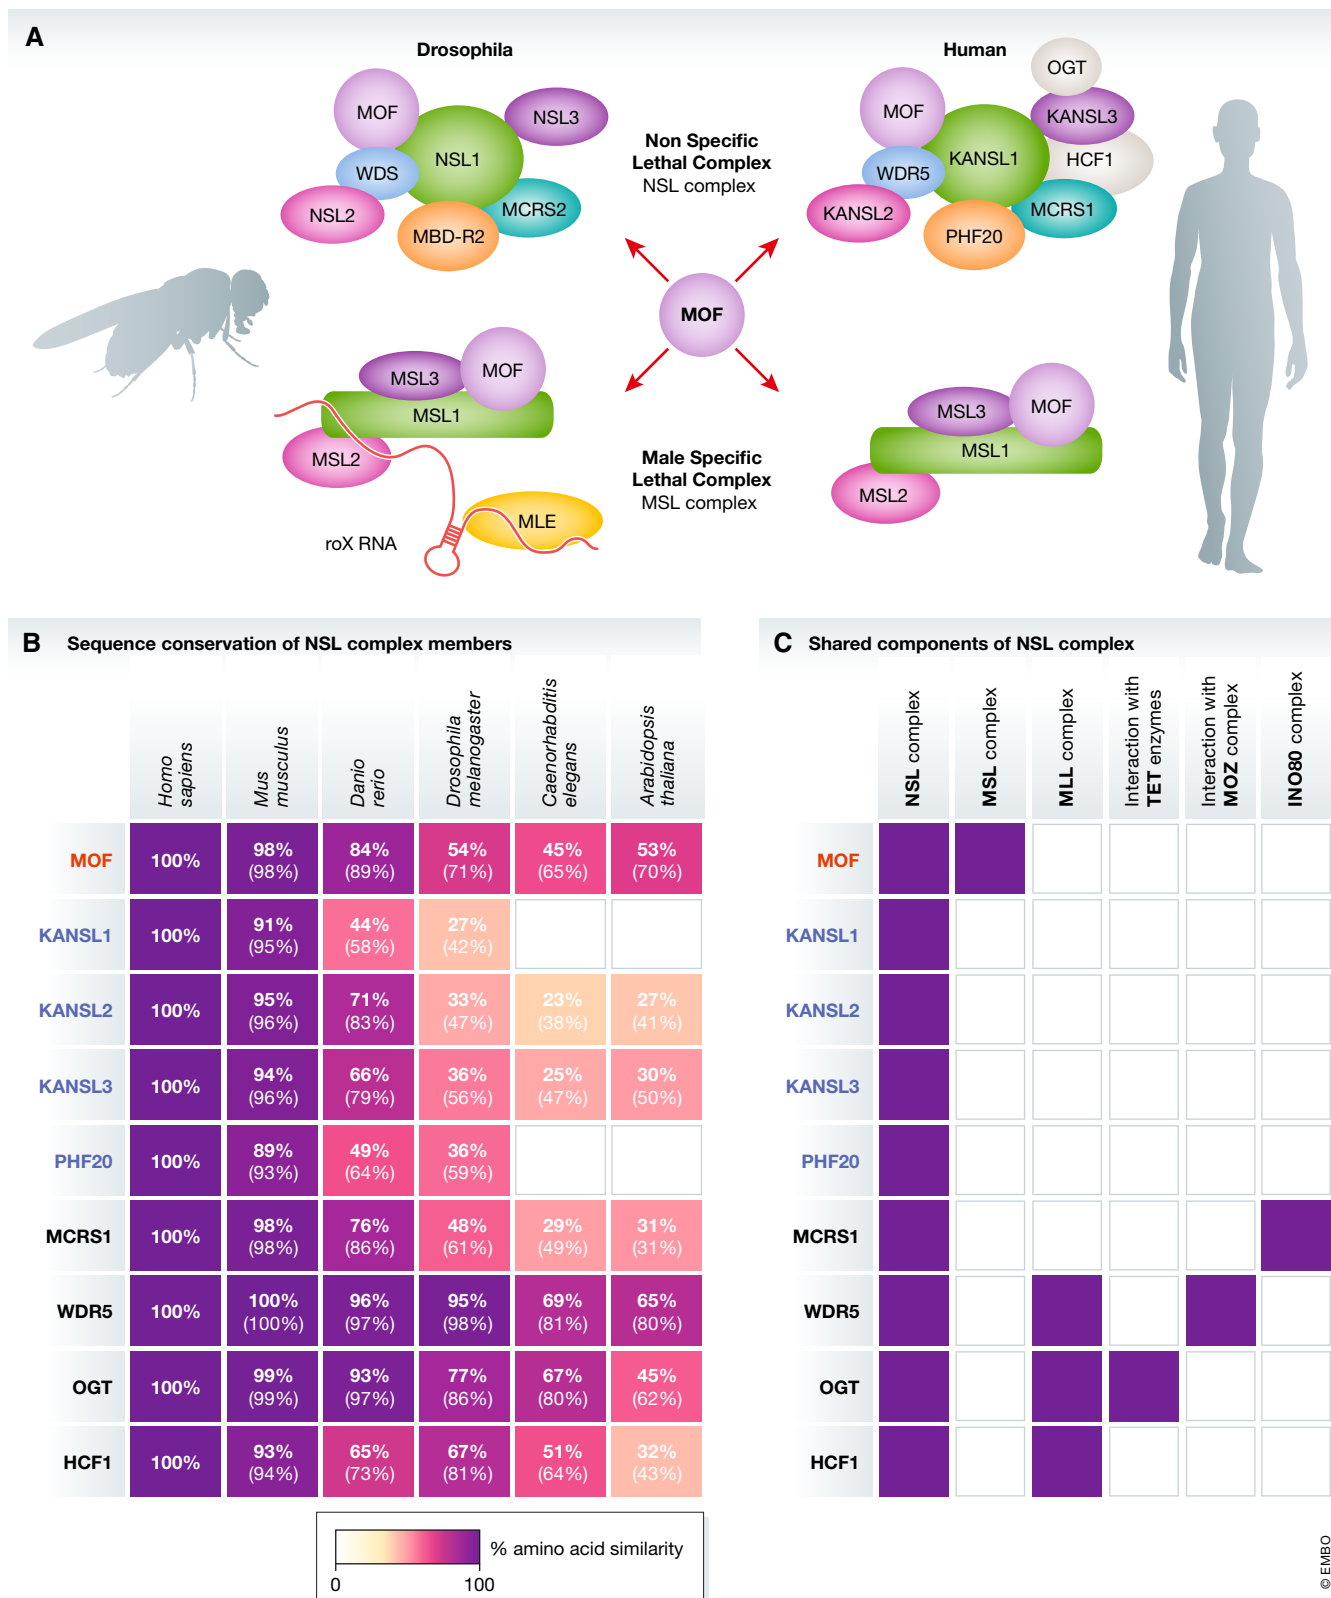 A
Drosophila
Human
MOF
NSL3
NSL1
WDS
NSL2
MCRS2
MBD-R2
Non Specific
Lethal Complex
NSL complex
OGT
MOF
KANSL3
KANSL1
HCF1
WDR5
KANSL2
MCRS1
PHF20
MOF
MSL3
MOF
MSL1
MSL2
MLE
roX RNA
Male Specific
Lethal Complex
MSL complex
MSL3
MOF
MSL1
MSL2
B Sequence conservation of NSL complex members
Homo
sapiens
Mus
musculus
Danio
rerio
Drosophila
melanogaster
Caenorhabditis
elegans
Arabidopsis
thaliana
MOF 100% 98% 84% 54% 45% 53%
(98%) (89%) (71%) (65%) (70%)
KANSL1 100% 91% 44% 27%
(95%) (58%) (42%)
KANSL2 100% 95% 71% 33% 23% 27%
(96%) (83%) (47%) (38%) (41%)
KANSL3 100% 94% 66% 36% 25% 30%
(96%) (79%) (56%) (47%) (50%)
PHF20 100% 89% 49% 36%
(93%) (64%) (59%)
MCRS1 100% 98% 76% 48% 29% 31%
(98%) (86%) (61%) (49%) (31%)
WDR5 100% 100% 96% 95% 69% 65%
(100%) (97%) (98%) (81%) (80%)
OGT 100% 99% 93% 77% 67% 45%
(99%) (97%) (86%) (80%) (62%)
HCF1 100% 93% 65% 67% 51% 32%
(94%) (73%) (81%) (64%) (43%)
% amino acid similarity
0 100
C Shared components of NSL complex
NSL complex
MSL complex
MLL complex
Interaction with
TET enzymes
Interaction with
MOZ complex
INO80 complex
MOF
KANSL1
KANSL2
KANSL3
PHF20
MCRS1
WDR5
OGT
HCF1
© EMBO